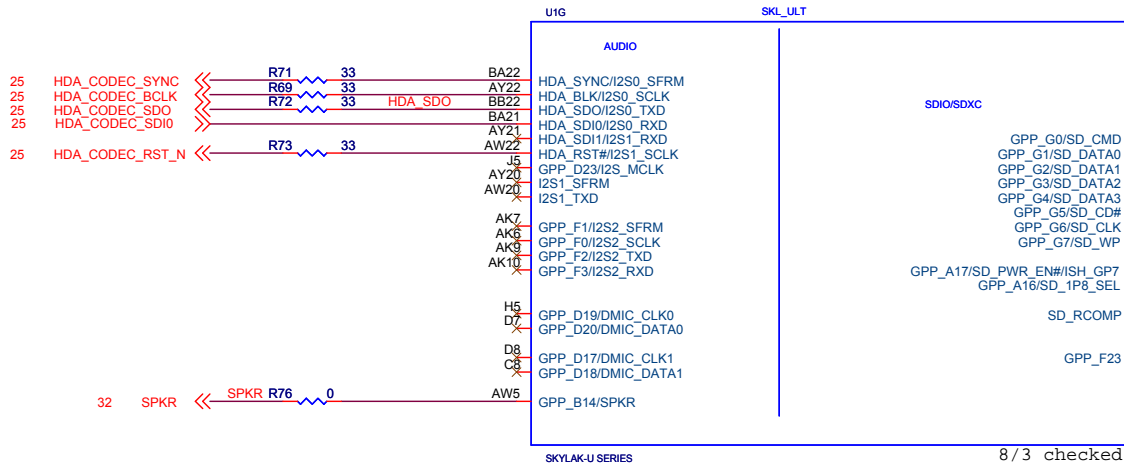 U1G SKL_ULT
AUDIO
SDIO/SDXC
25 HDA_CODEC_SYNC R71 33 BA22 HDA_SYNC/I2S0_SFRM
25 HDA_CODEC_BCLK R69 33 AY22 HDA_BLK/I2S0_SCLK
25 HDA_CODEC_SDO R72 33 HDA_SDO BB22 HDA_SDO/I2S0_TXD
25 HDA_CODEC_SDI0 BA21 HDA_SDI0/I2S0_RXD
AY21 HDA_SDI1/I2S1_RXD GPP_G0/SD_CMD
25 HDA_CODEC_RST_N R73 33 AW22 HDA_RST#/I2S1_SCLK GPP_G1/SD_DATA0
J5 GPP_D23/I2S_MCLK GPP_G2/SD_DATA1
AY20 I2S1_SFRM GPP_G3/SD_DATA2
AW20 I2S1_TXD GPP_G4/SD_DATA3
GPP_G5/SD_CD#
AK7 GPP_F1/I2S2_SFRM GPP_G6/SD_CLK
AK6 GPP_F0/I2S2_SCLK GPP_G7/SD_WP
AK9 GPP_F2/I2S2_TXD
AK10 GPP_F3/I2S2_RXD GPP_A17/SD_PWR_EN#/ISH_GP7
GPP_A16/SD_1P8_SEL
H5 GPP_D19/DMIC_CLK0 SD_RCOMP
D7 GPP_D20/DMIC_DATA0
D8 GPP_D17/DMIC_CLK1 GPP_F23
C8 GPP_D18/DMIC_DATA1
32 SPKR SPKR R76 0 AW5 GPP_B14/SPKR
SKYLAK-U SERIES 8/3 checked